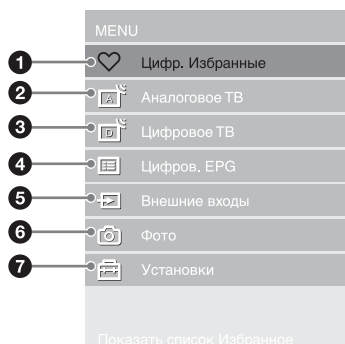 MENU
1 Цифр. Избранные
2 A Аналоговое ТВ
3 D Цифровое ТВ
4 Цифров. EPG
5 Внешние входы
6 Фото
7 Установки
Показать список Избранное